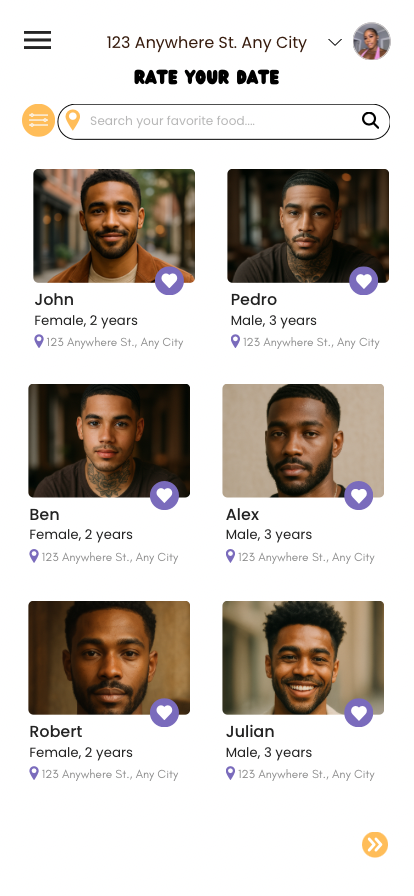 123 Anywhere St. Any City
RATE YOUR DATE
Search your favorite food....
John
Female, 2 years
123 Anywhere St., Any City
Pedro
Male, 3 years
123 Anywhere St., Any City
Ben
Female, 2 years
123 Anywhere St., Any City
Alex
Male, 3 years
123 Anywhere St., Any City
Robert
Female, 2 years
123 Anywhere St., Any City
Julian
Male, 3 years
123 Anywhere St., Any City